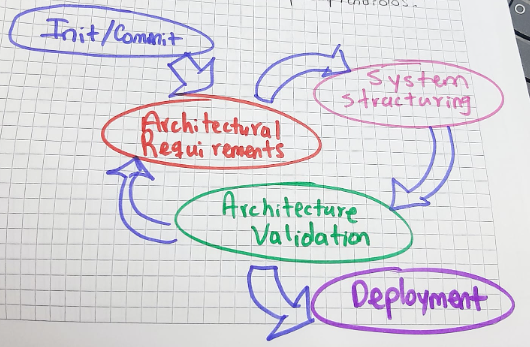 Init/Commit
System
Structuring
Architectural
Requirements
Architecture
Validation
Deployment